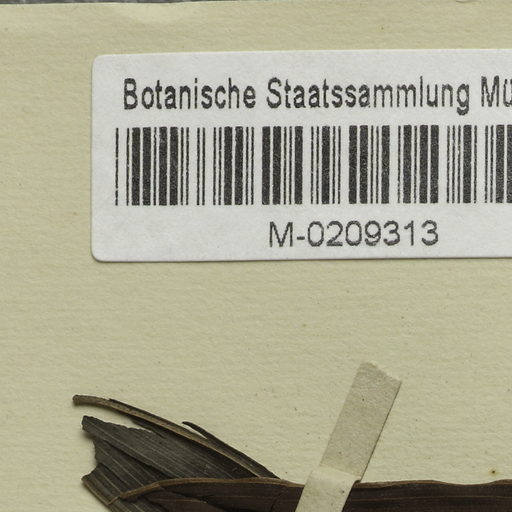 Botanische Staatssammlung Mü
M-0209313